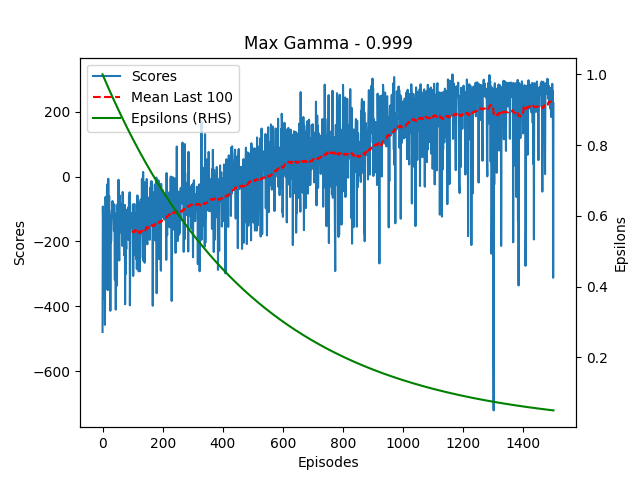 Max Gamma - 0.999
Scores
Mean Last 100
Epsilons (RHS)
200
0
−200
−400
−600
Scores
1.0
0.8
0.6
0.4
0.2
Epsilons
0 200 400 600 800 1000 1200 1400
Episodes